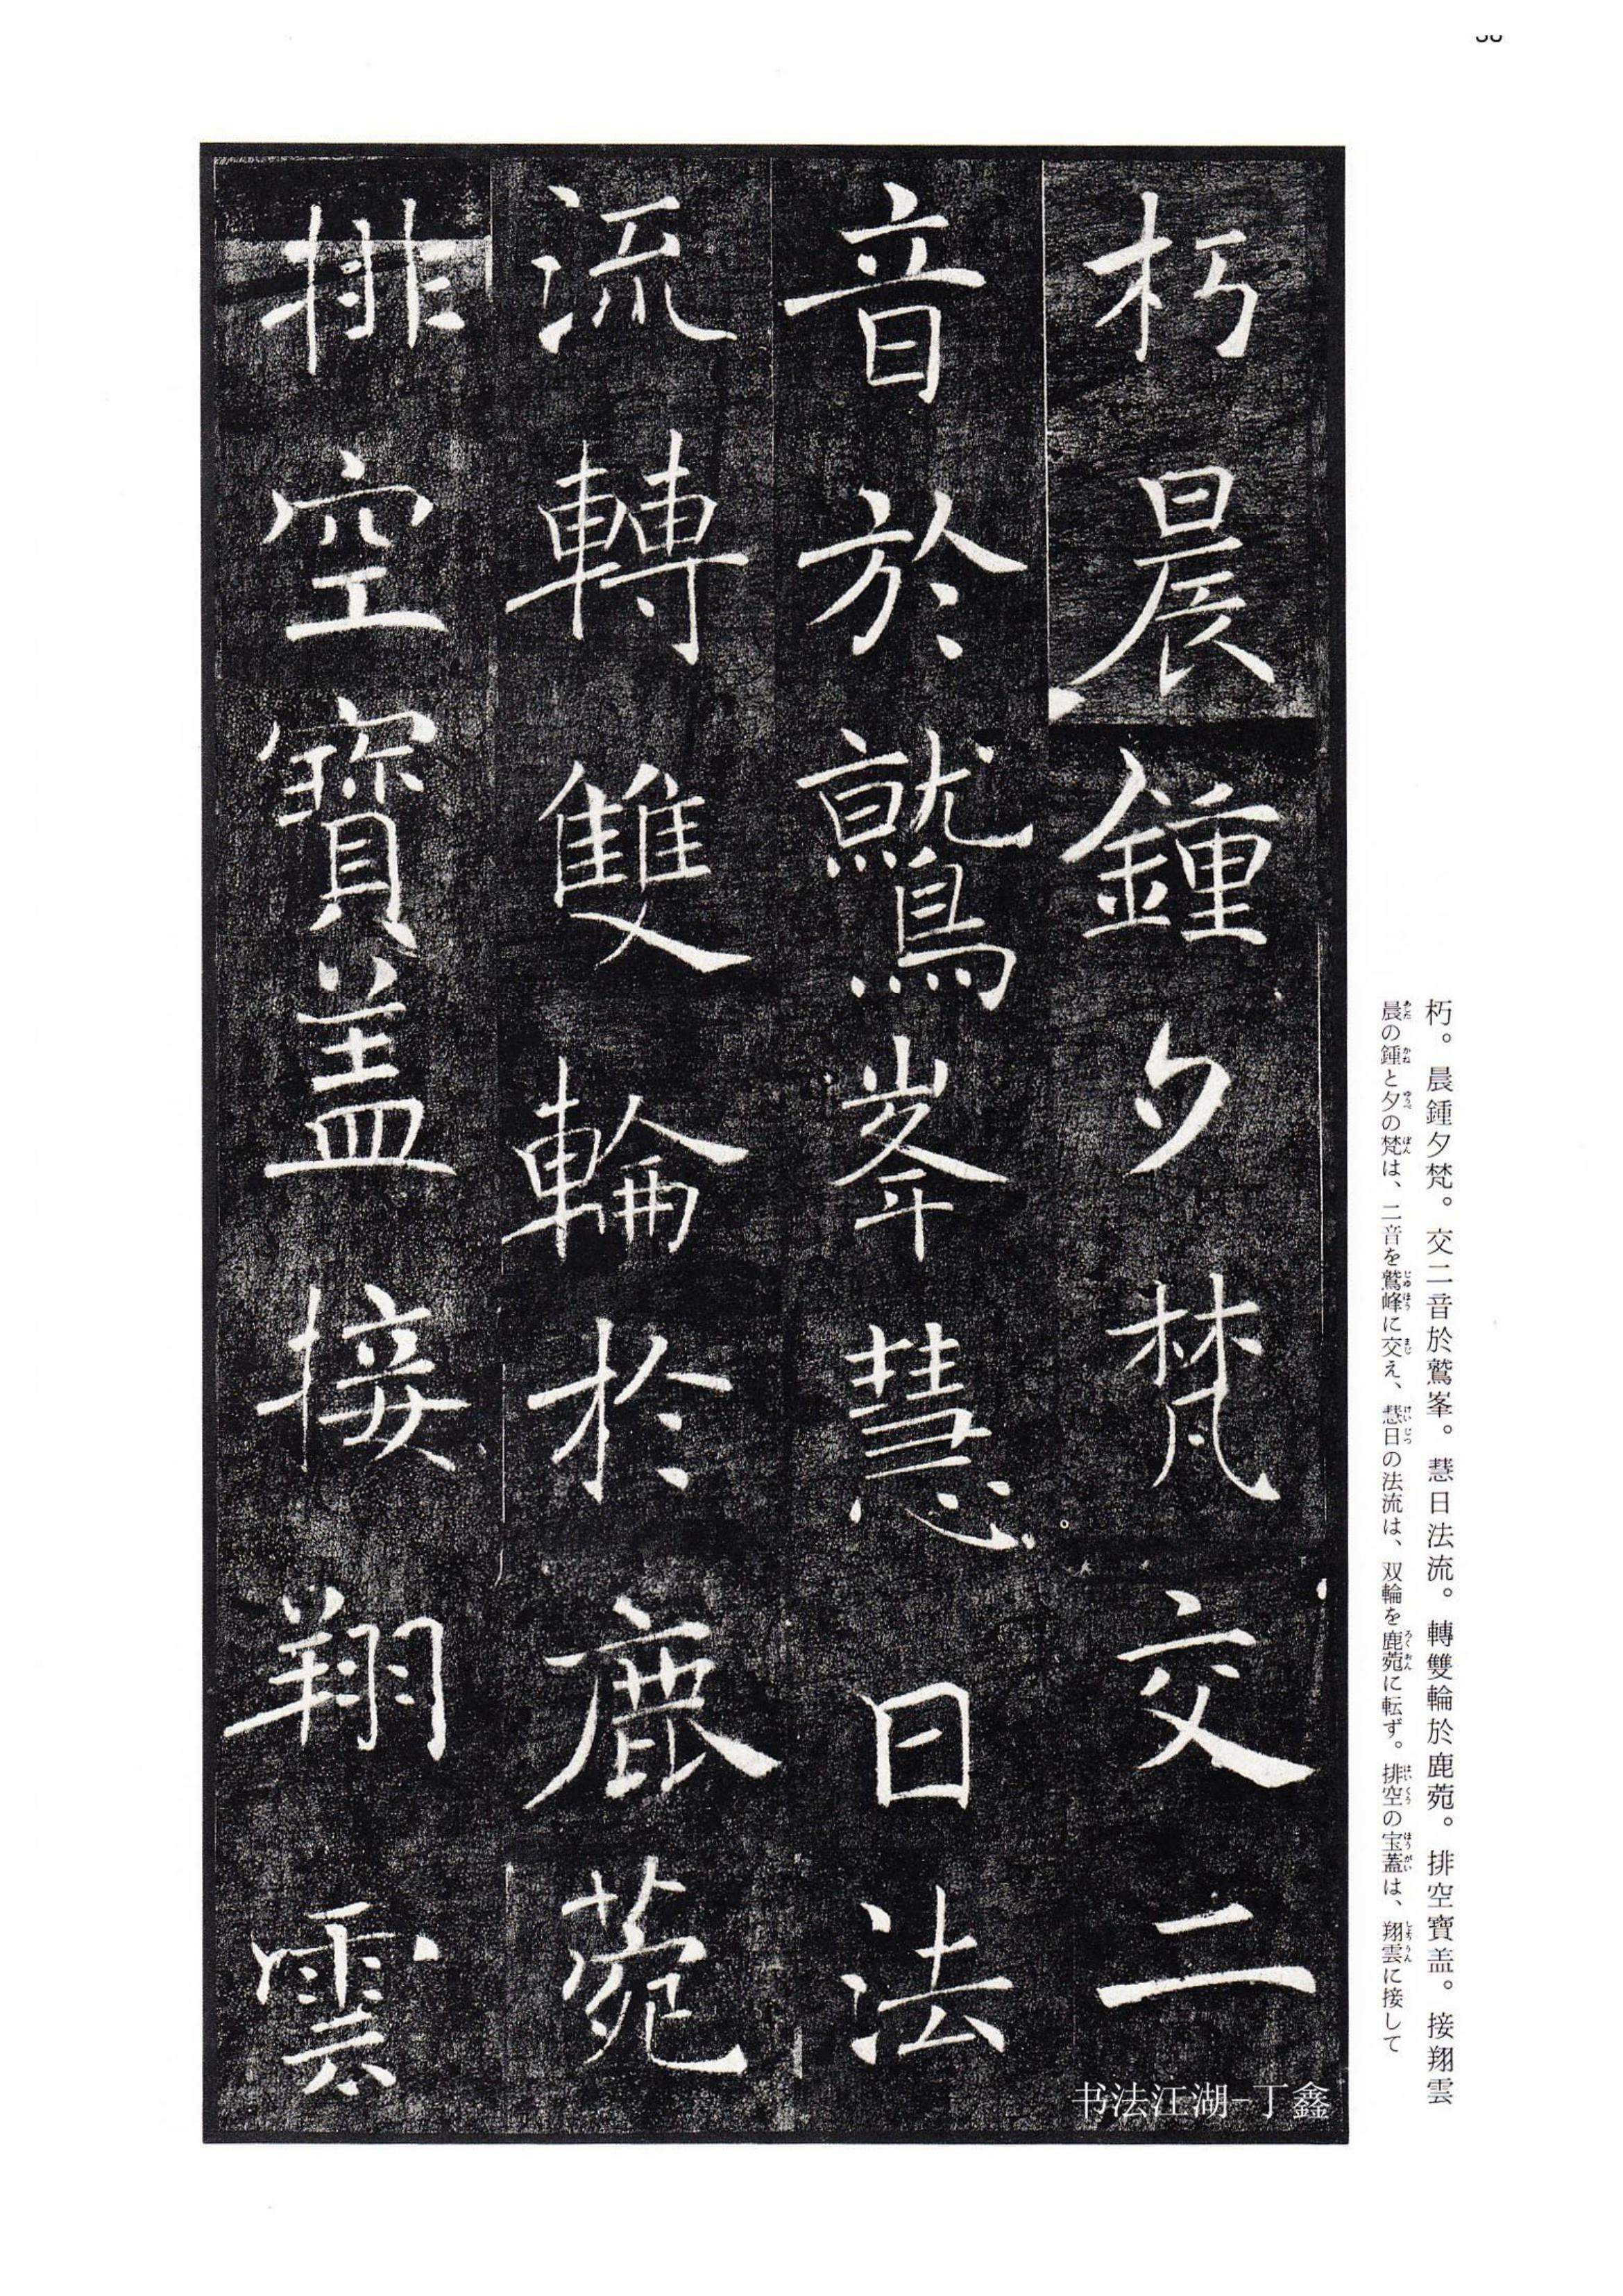 朽。晨鍾夕梵。交二音於鷲峯。慧日法流。轉雙輪於鹿菀。排空寶盖。接翔雲
晨の鍾と夕の梵は、二音を鷲峰に交え、慧日の法流は、双輪を鹿菀に転ず。排空の宝蓋は、翔雲に接して
朽晨鍾夕梵交二
音於鷲峯慧日法
流轉雙輪於鹿菀
排空寶盖接翔雲
书法江湖-丁鑫